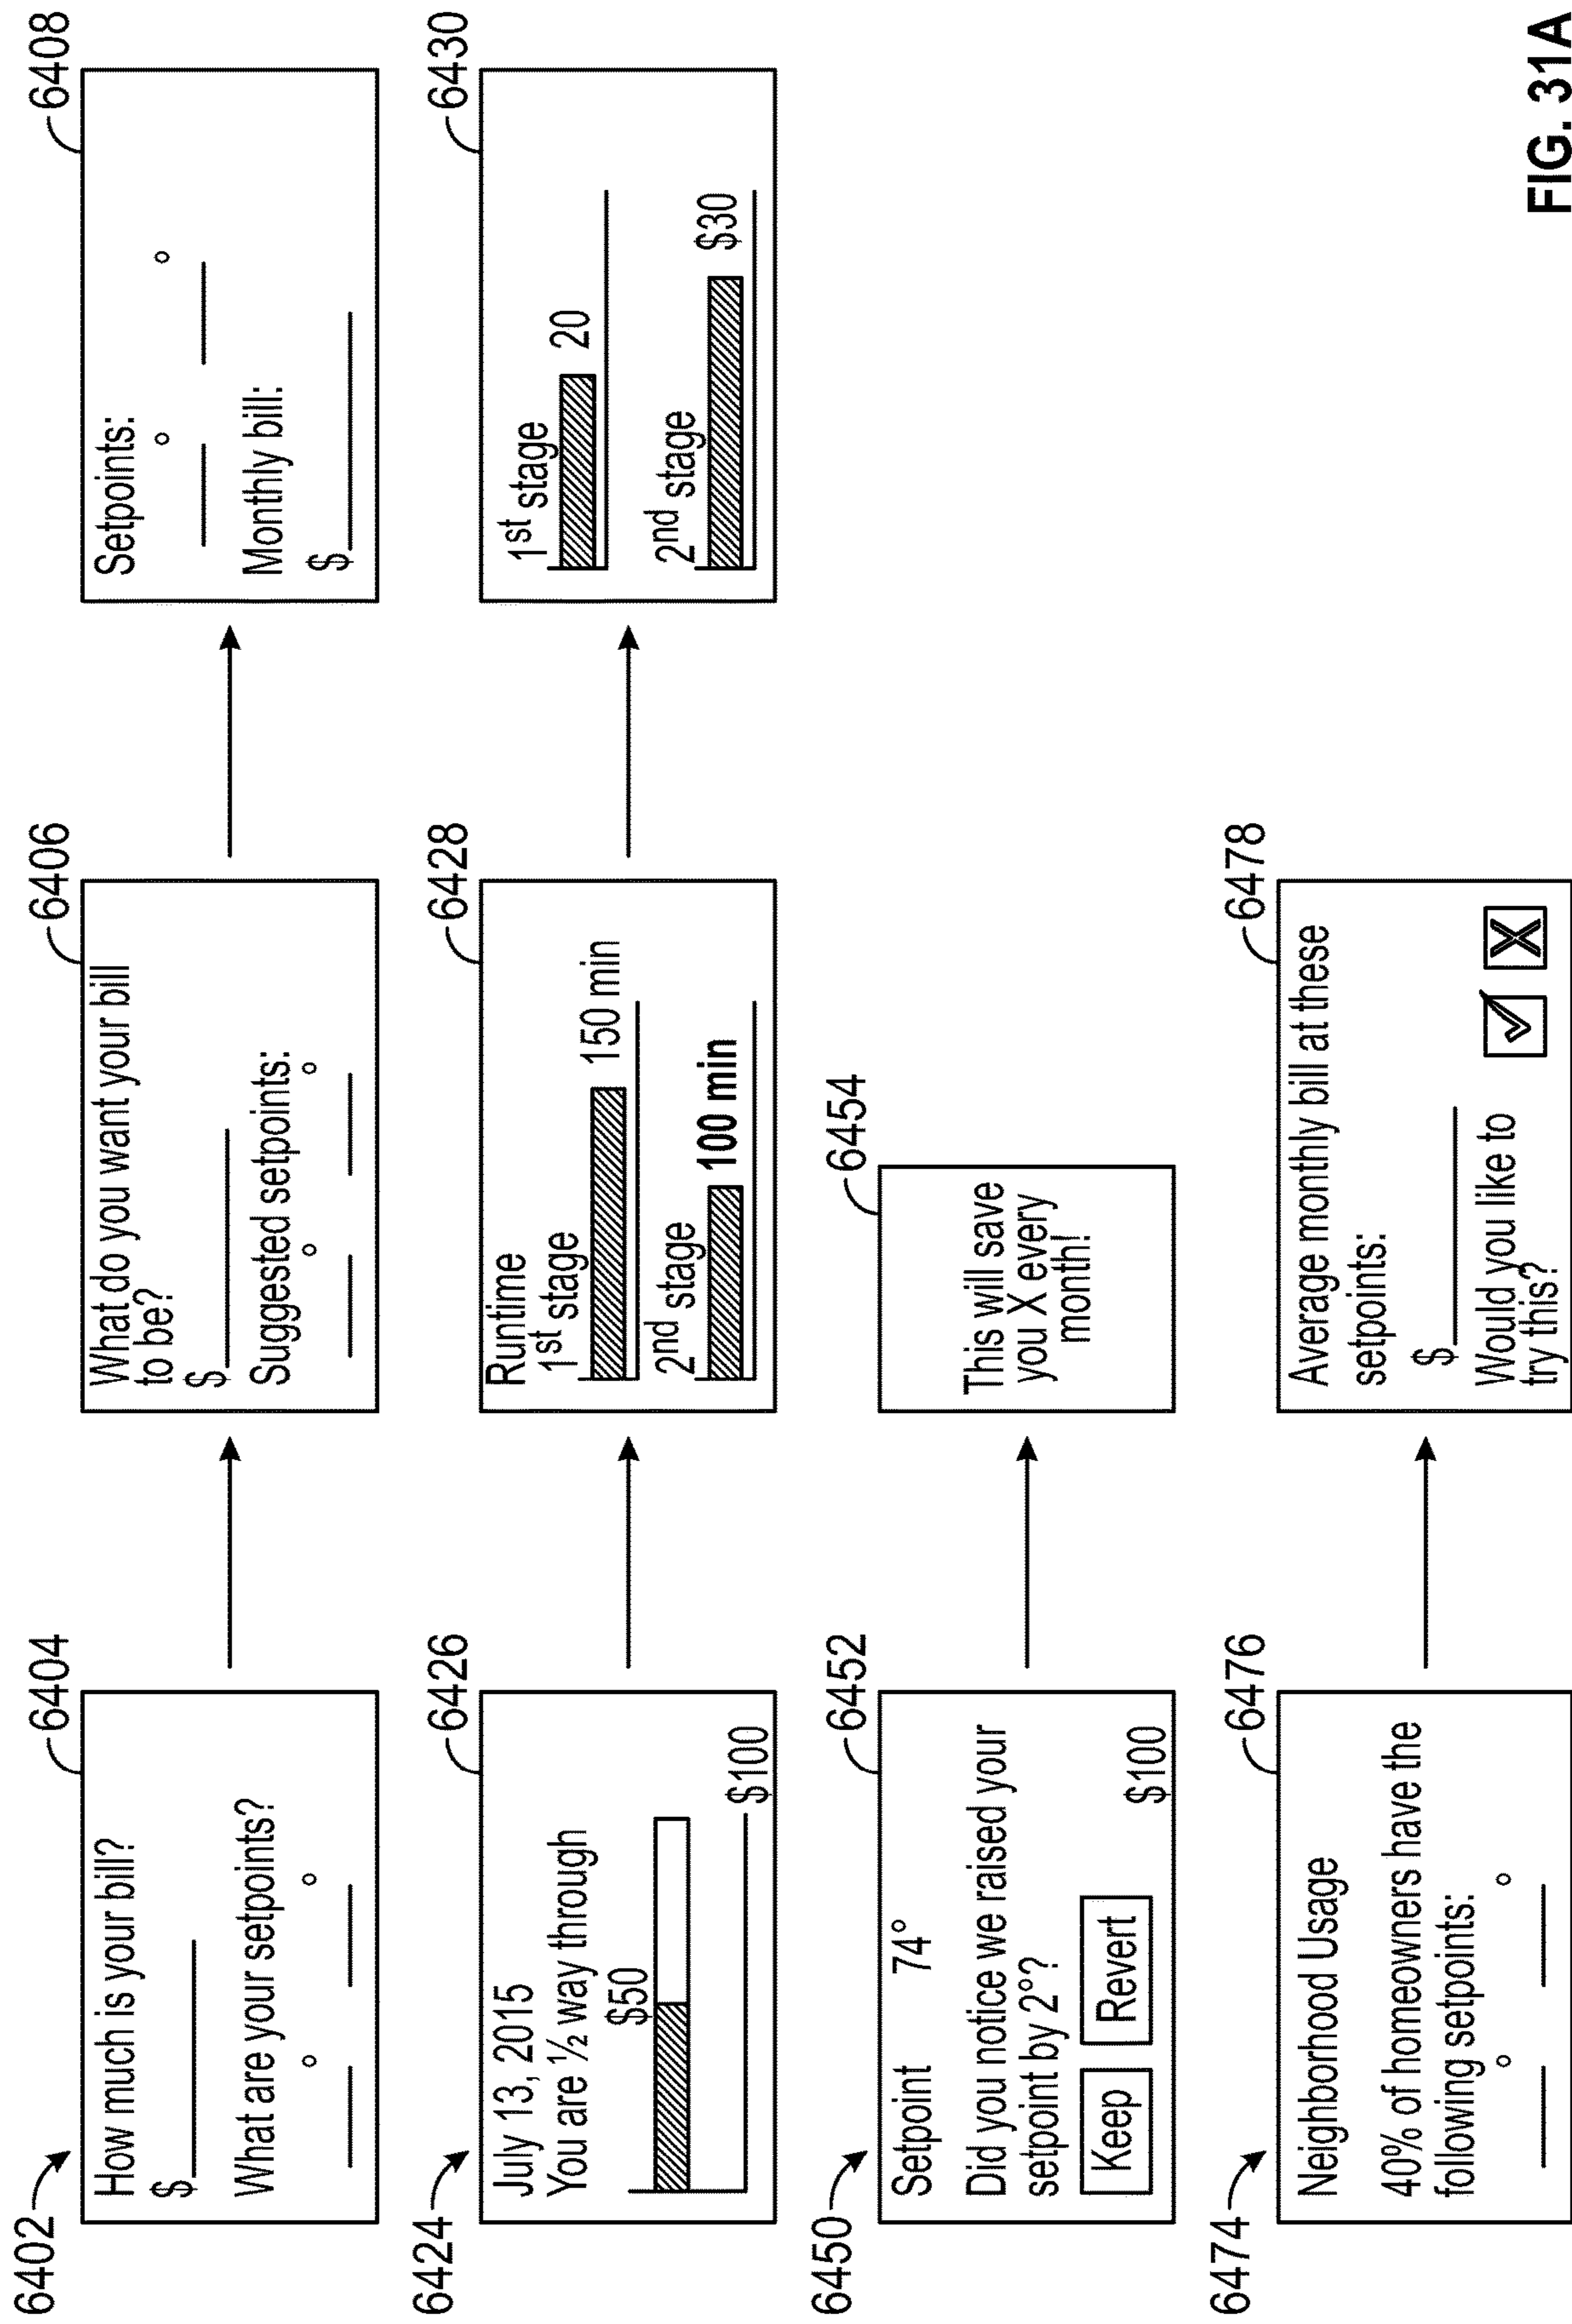 6402
6404
How much is your bill?
$
What are your setpoints?
° °
6406
What do you want your bill
to be?
$
Suggested setpoints:
° °
6408
Setpoints:
° °
Monthly bill:
$
6424
6426
July 13, 2015
You are ½ way through
$50
$100
6428
Runtime
1st stage
150 min
2nd stage
100 min
6430
1st stage
20
2nd stage
$30
6450
6452
Setpoint 74°
Did you notice we raised your
setpoint by 2°?
Keep Revert
$100
6454
This will save
you X every
month!
6474
6476
Neighborhood Usage
40% of homeowners have the
following setpoints:
° °
6478
Average monthly bill at these
setpoints:
$
Would you like to
try this?
X
FIG. 31A